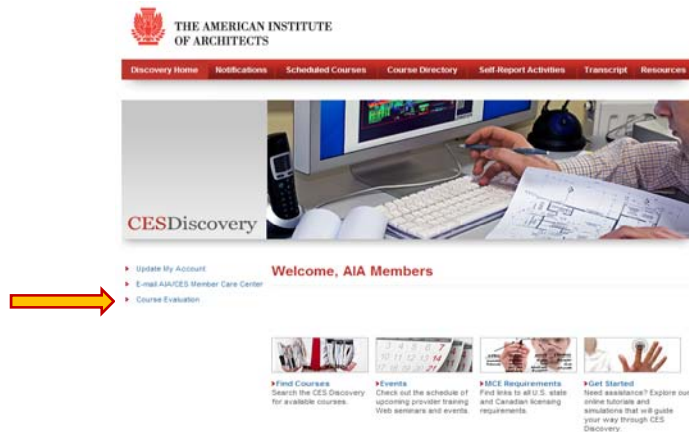 THE AMERICAN INSTITUTE
OF ARCHITECTS
Discovery Home Notifications Scheduled Courses Course Directory Self-Report Activities Transcript Resources
CESDiscovery
Update My Account
E-mail AIA/CES Member Care Center
Course Evaluation
Welcome, AIA Members
Find Courses
Search the CES Discovery
for available courses.
Events
Check out the schedule of
upcoming provider training
Web seminars and events.
MCE Requirements
Find links to all U.S. state
and Canadian licensing
requirements.
Get Started
Need assistance? Explore our
online tutorials and
simulations that will guide
your way through CES
Discovery.